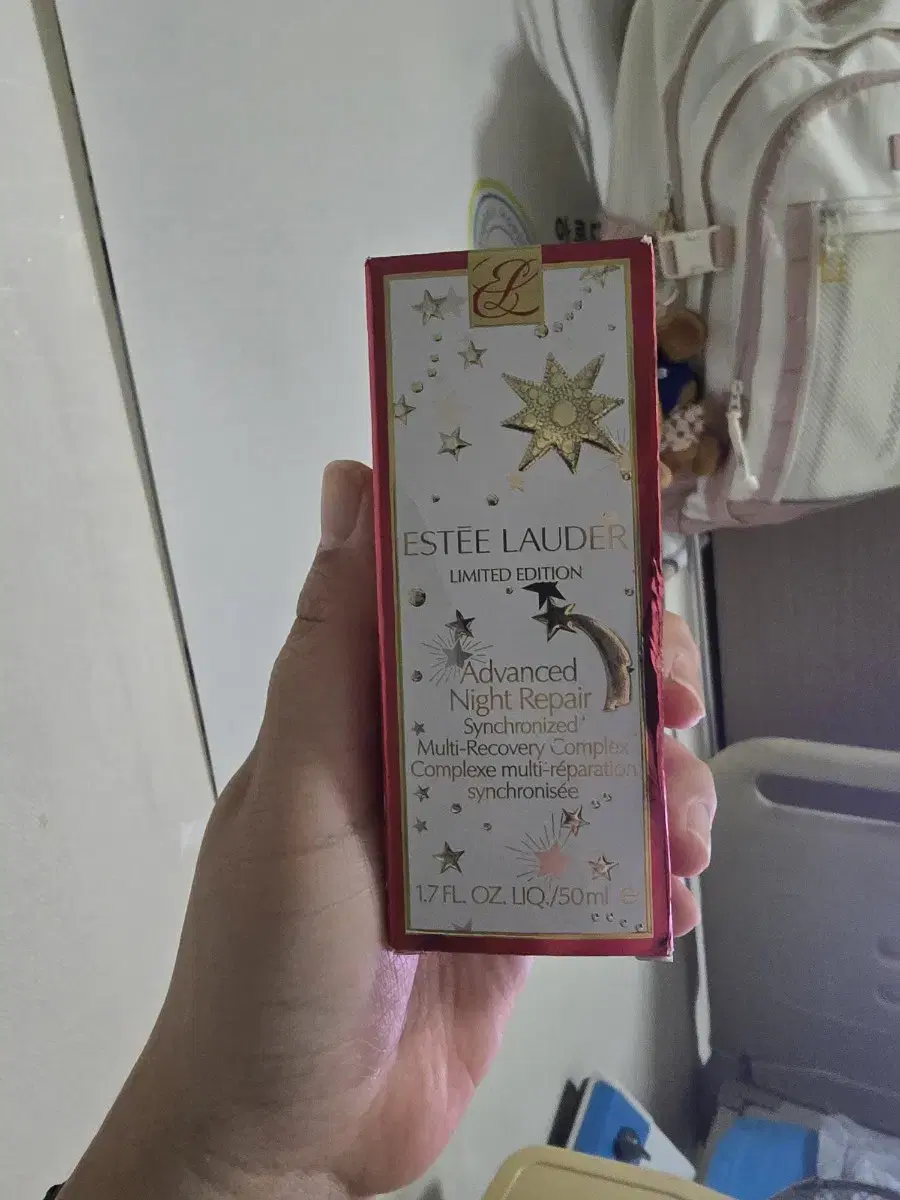 EL
ESTĒE LAUDER
LIMITED EDITION
Advanced
Night Repair
Synchronized
Multi-Recovery Complex
Complexe multi-réparation
synchronisée
1.7 FL. OZ. LIQ./50ml ℮